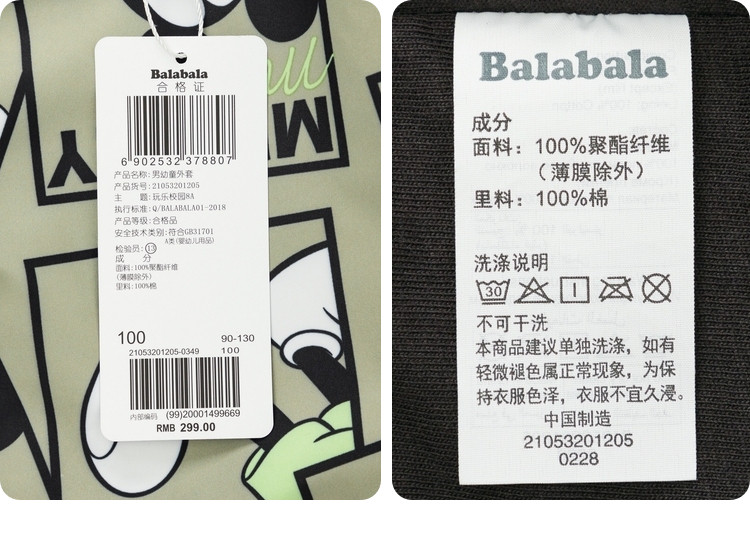 mu
MI
Y
Balabala
合格证
6 902532 378807
产品名称:男幼童外套
产品货号:21053201205
主 题:玩乐校园8A
执行标准:Q/BALABALA01-2018
产品等级:合格品
安全技术类别:符合GB31701
A类(婴幼儿用品)
检验员:13
成 分
面料:100%聚酯纤维
(薄膜除外)
里料:100%棉
100 90-130
21053201205-0349 100
内部编码 (99)20001499669
RMB 299.00
Balabala
成分
面料：100%聚酯纤维
（薄膜除外）
里料：100%棉
洗涤说明
30
不可干洗
本商品建议单独洗涤，如有
轻微褪色属正常现象，为保
持衣服色泽，衣服不宜久浸。
中国制造
21053201205
0228